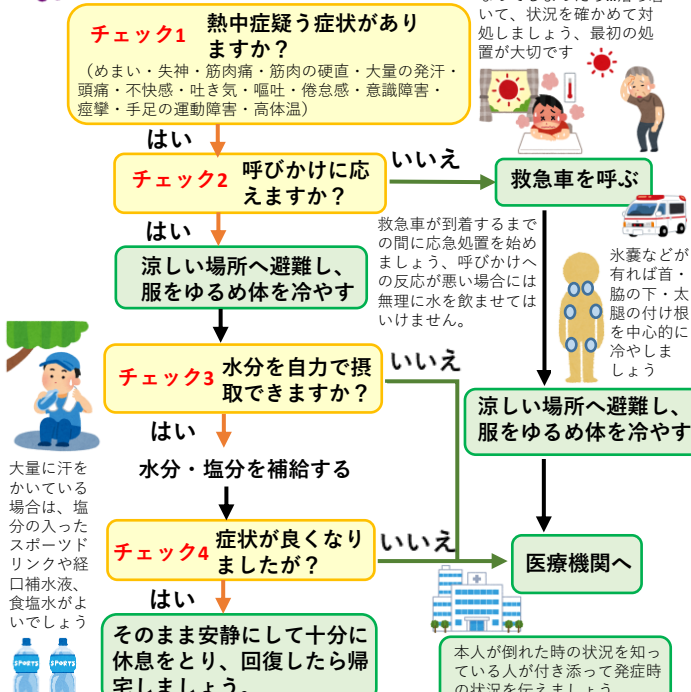 チェック1 熱中症疑う症状があり
ますか？
（めまい・失神・筋肉痛・筋肉の硬直・大量の発汗・
頭痛・不快感・吐き気・嘔吐・倦怠感・意識障害・
痙攣・手足の運動障害・高体温）
いて、状況を確かめて対
処しましょう、最初の処
置が大切です
はい
チェック2 呼びかけに応
えますか？
いいえ
救急車を呼ぶ
はい
涼しい場所へ避難し、
服をゆるめ体を冷やす
救急車が到着するまで
の間に応急処置を始め
ましょう、呼びかけへ
の反応が悪い場合には
無理に水を飲ませては
いけません。
氷嚢などが
有れば首・
脇の下・太
腿の付け根
を中心的に
冷やしま
しょう
チェック3 水分を自力で摂
取できますか？
いいえ
涼しい場所へ避難し、
服をゆるめ体を冷やす
はい
水分・塩分を補給する
大量に汗を
かいている
場合は、塩
分の入った
スポーツド
リンクや経
口補水液、
食塩水がよ
いでしょう
チェック4 症状が良くなり
ましたが？
いいえ
医療機関へ
はい
そのまま安静にして十分に
休息をとり、回復したら帰
宅しましょう。
SPORTS SPORTS
本人が倒れた時の状況を知っ
ている人が付き添って発症時
の状況を伝えましょう